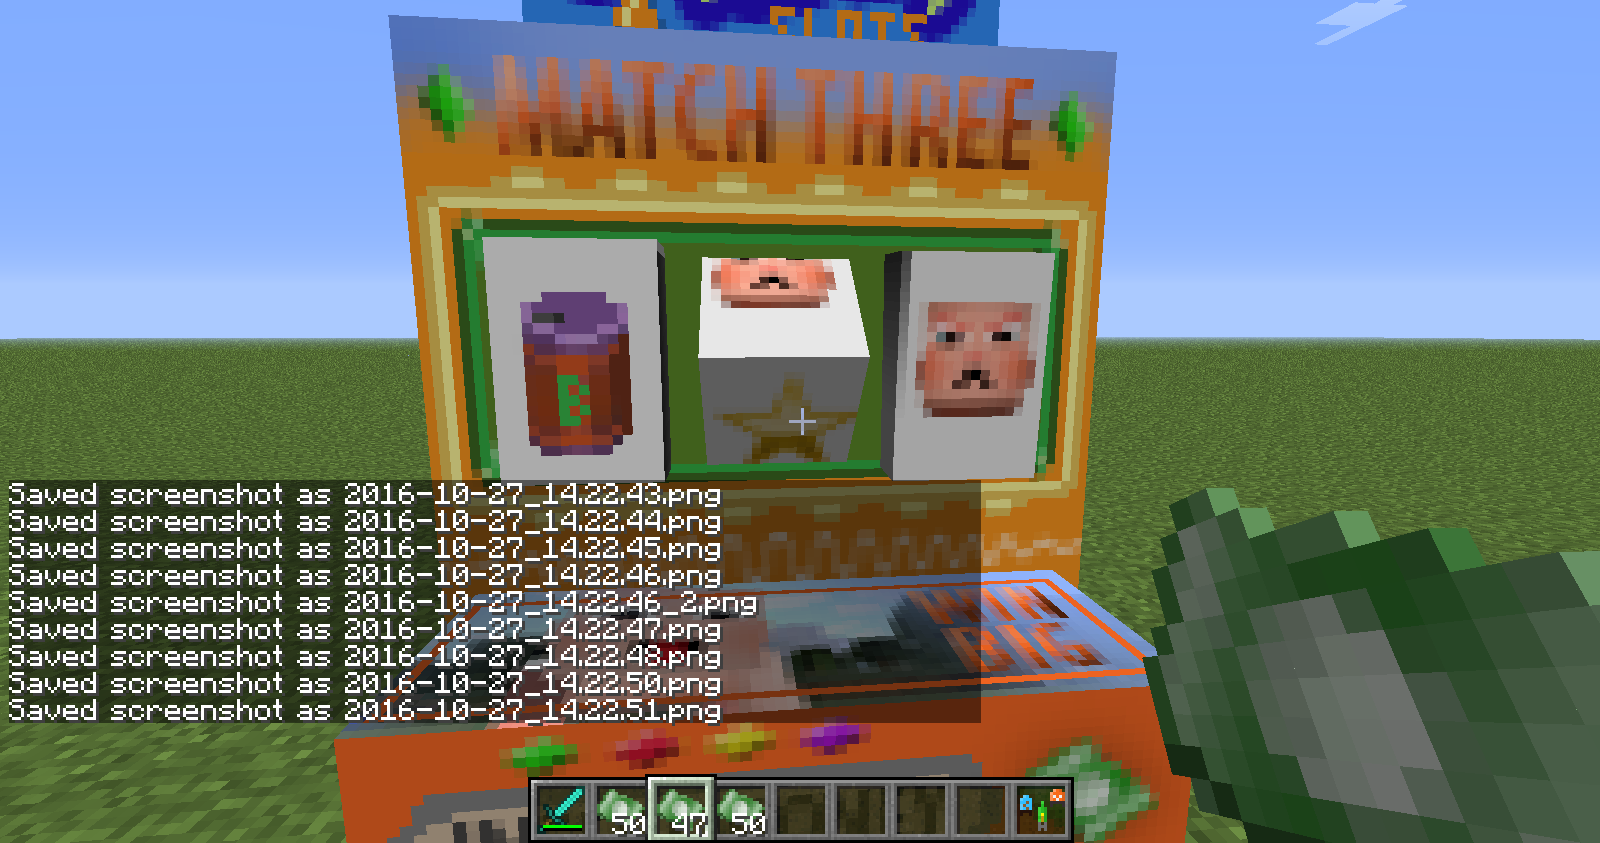 SLOTS
MATCH THREE
B
Saved screenshot as 2016-10-27_14.22.43.png
Saved screenshot as 2016-10-27_14.22.44.png
Saved screenshot as 2016-10-27_14.22.45.png
Saved screenshot as 2016-10-27_14.22.46.png
Saved screenshot as 2016-10-27_14.22.46_2.png
Saved screenshot as 2016-10-27_14.22.47.png
Saved screenshot as 2016-10-27_14.22.48.png
Saved screenshot as 2016-10-27_14.22.50.png
Saved screenshot as 2016-10-27_14.22.51.png
WIN
BIG
50 47 50